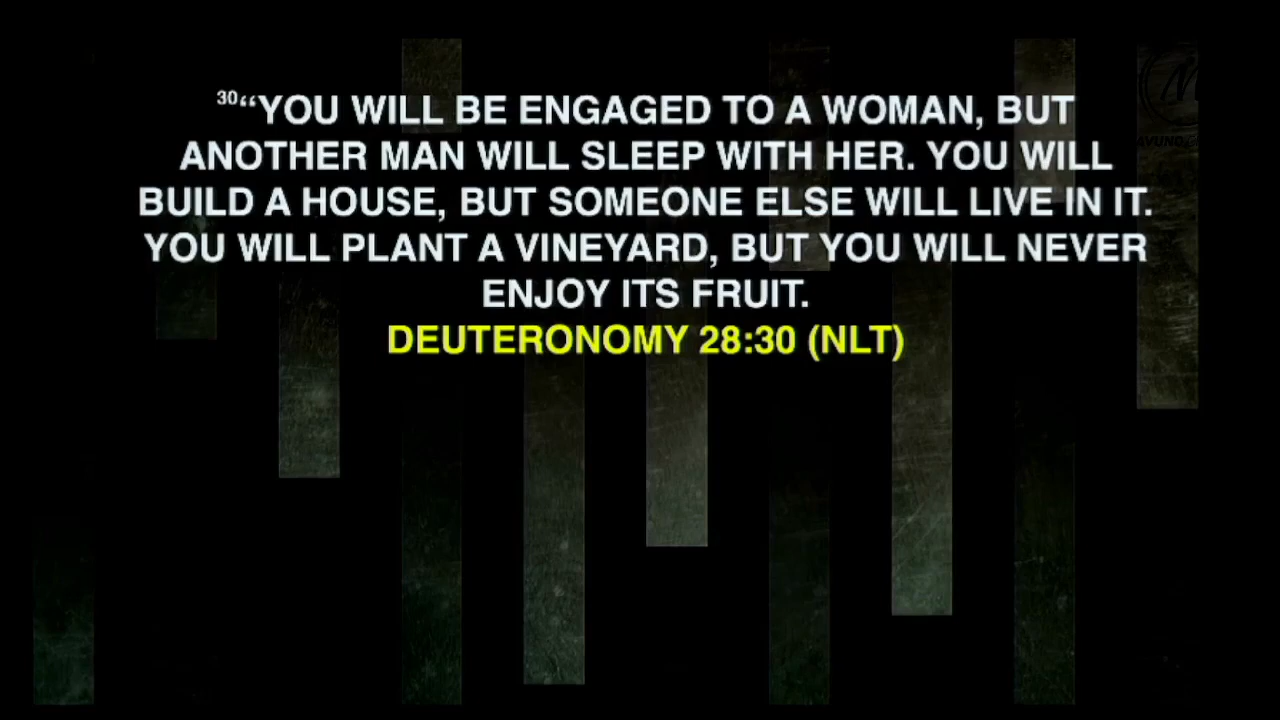 30“YOU WILL BE ENGAGED TO A WOMAN, BUT
ANOTHER MAN WILL SLEEP WITH HER. YOU WILL
BUILD A HOUSE, BUT SOMEONE ELSE WILL LIVE IN IT.
YOU WILL PLANT A VINEYARD, BUT YOU WILL NEVER
ENJOY ITS FRUIT.
DEUTERONOMY 28:30 (NLT)